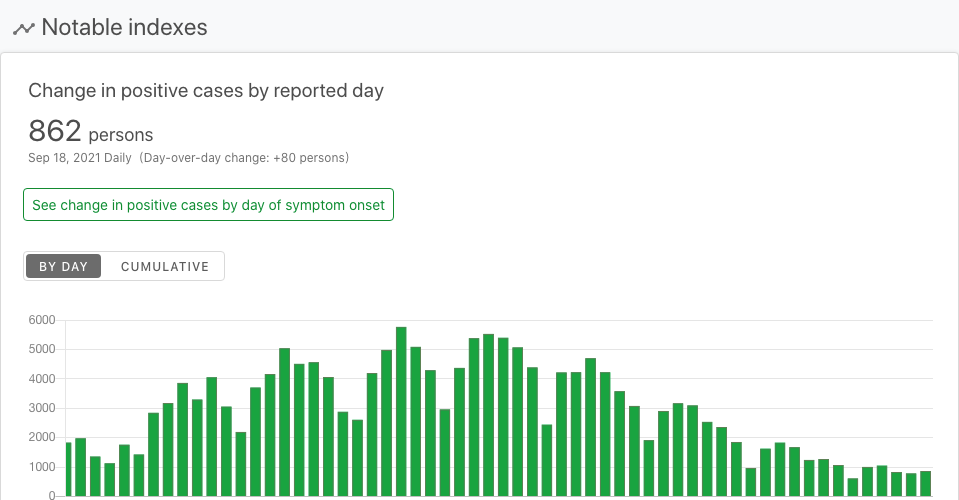 Notable indexes
Change in positive cases by reported day
862 persons
Sep 18, 2021 Daily (Day-over-day change: +80 persons)
See change in positive cases by day of symptom onset
BY DAY CUMULATIVE
6000
5000
4000
3000
2000
1000
0